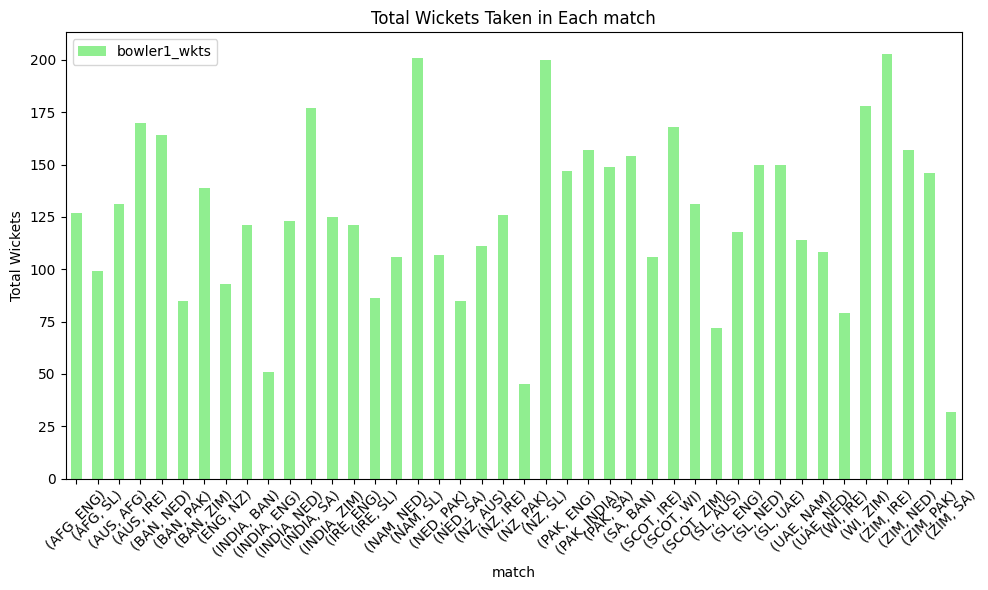 Total Wickets Taken in Each match
bowler1_wkts
Total Wickets
200
175
150
125
100
75
50
25
0
(AFG, ENG)
(AFG, SL)
(AUS, AFG)
(AUS, IRE)
(BAN, NED)
(BAN, PAK)
(BAN, ZIM)
(ENG, NZ)
(INDIA, BAN)
(INDIA, ENG)
(INDIA, NED)
(INDIA, SA)
(INDIA, ZIM)
(IRE, ENG)
(IRE, SL)
(NAM, NED)
(NAM, SL)
(NED, PAK)
(NED, SA)
(NZ, AUS)
(NZ, IRE)
(NZ, PAK)
(NZ, SL)
(PAK, ENG)
(PAK, INDIA)
(PAK, SA)
(SA, BAN)
(SCOT, IRE)
(SCOT, WI)
(SCOT, ZIM)
(SL, AUS)
(SL, ENG)
(SL, NED)
(SL, UAE)
(UAE, NAM)
(UAE, NED)
(WI, IRE)
(WI, ZIM)
(ZIM, IRE)
(ZIM, NED)
(ZIM, PAK)
(ZIM, SA)
match